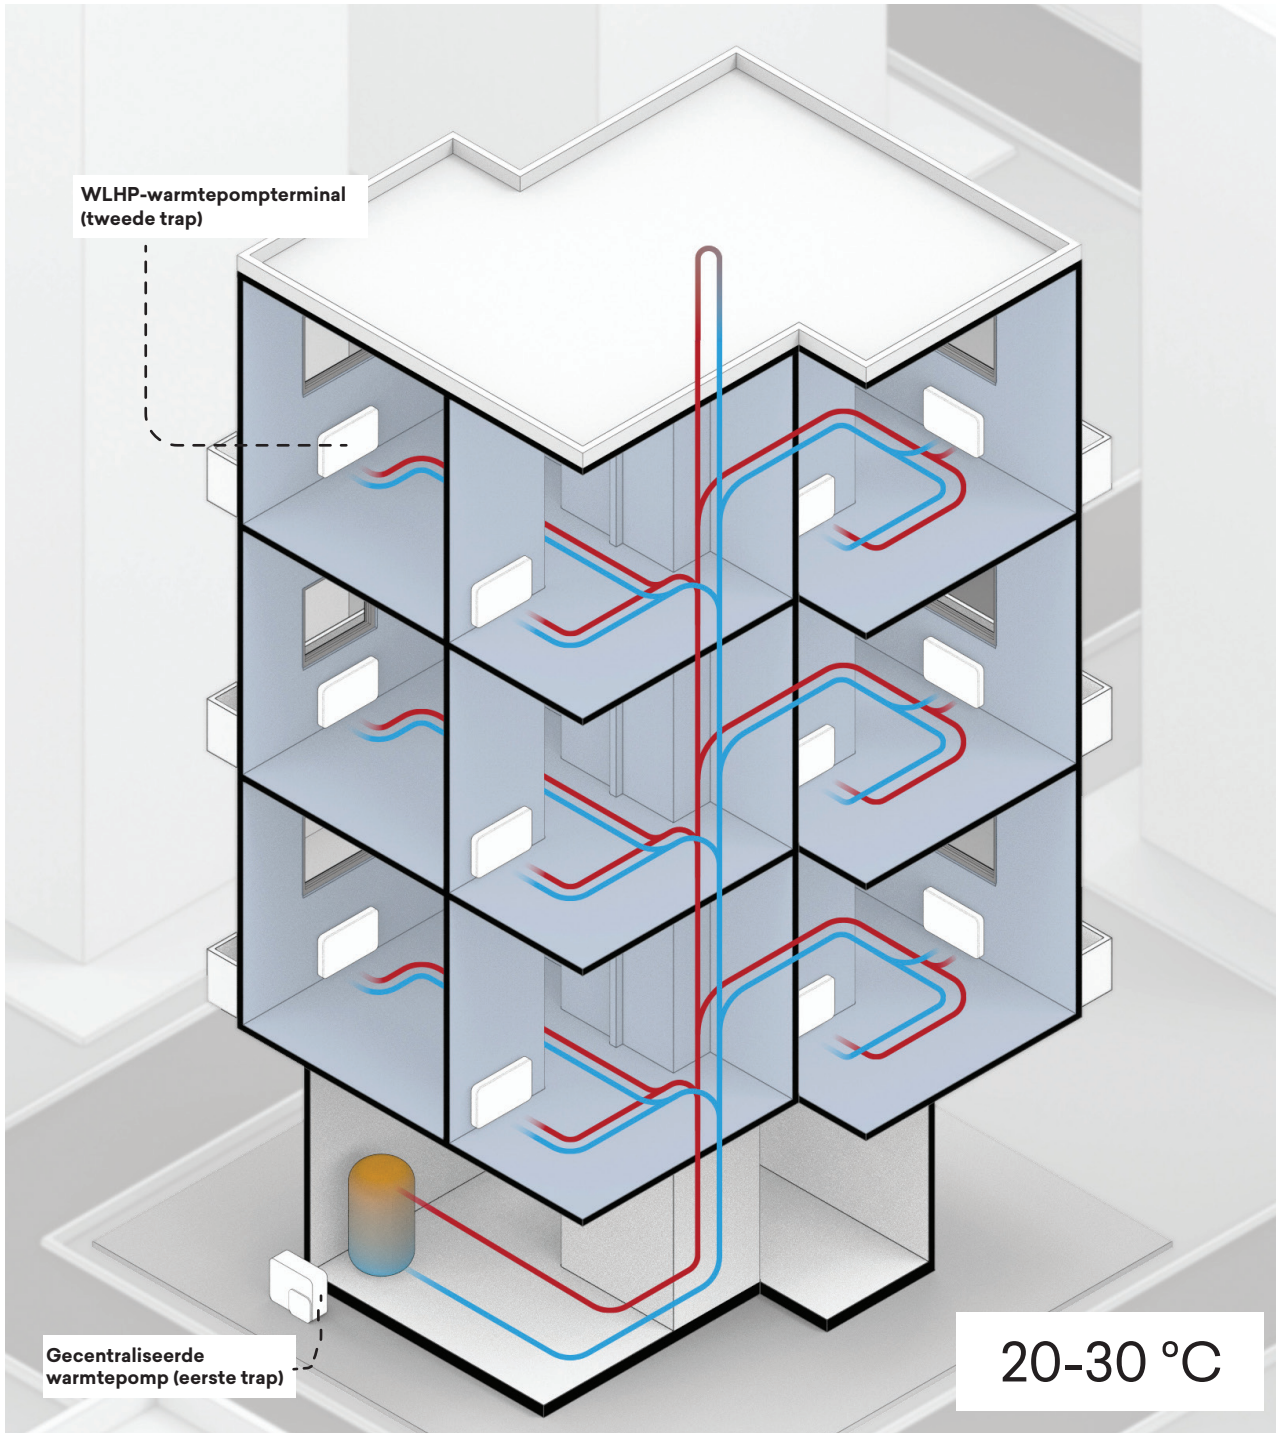 WLHP-warmtepompterminal
(tweede trap)
Gecentraliseerde
warmtepomp (eerste trap)
20-30 °C